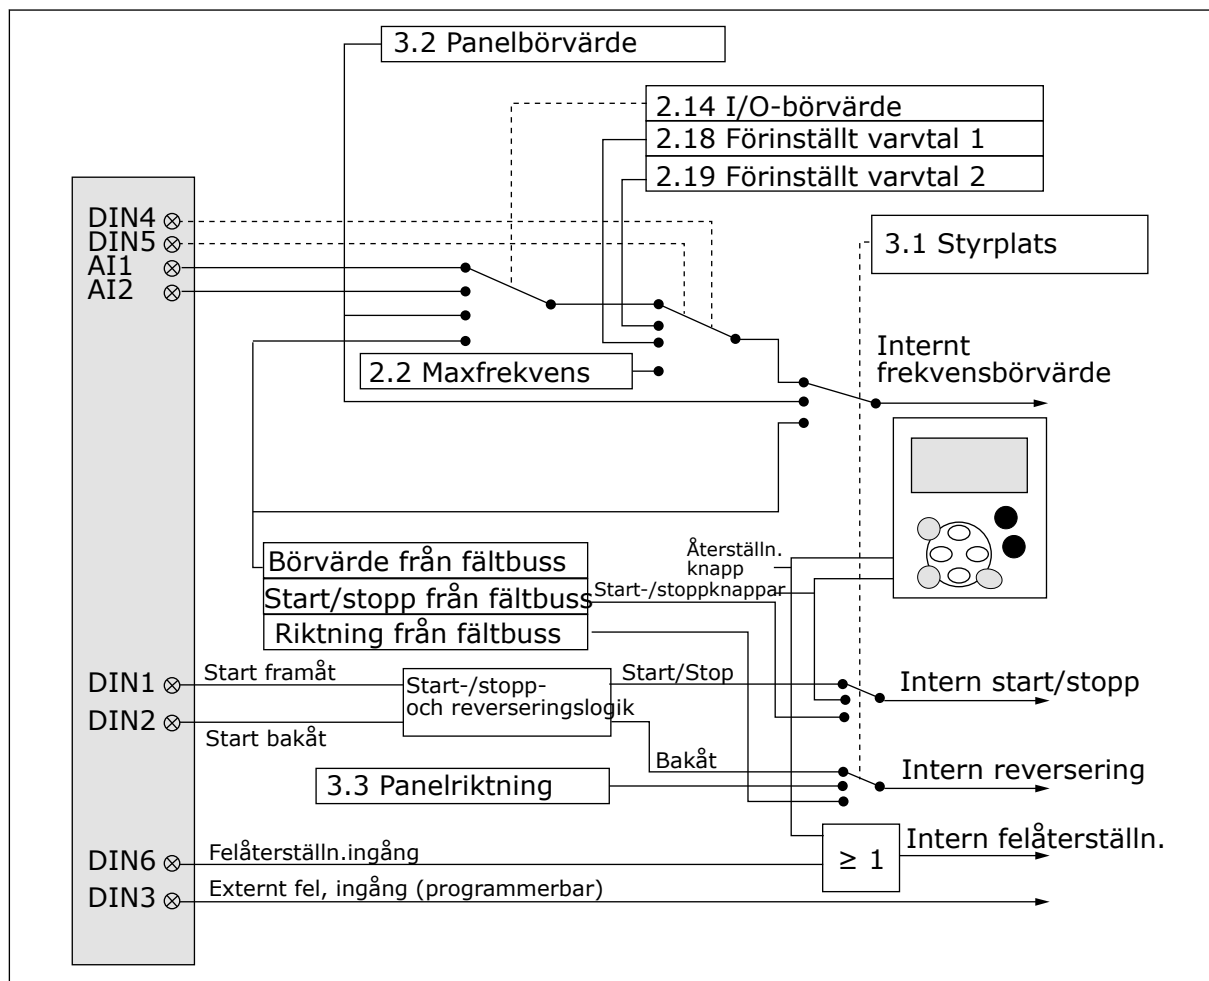 3.2 Panelbörvärde
2.14 I/O-börvärde
2.18 Förinställt varvtal 1
2.19 Förinställt varvtal 2
DIN4
DIN5
AI1
AI2
3.1 Styrplats
2.2 Maxfrekvens
Internt
frekvensbörvärde
Börvärde från fältbuss
Start/stopp från fältbuss
Riktning från fältbuss
Återställn.
knapp
Start-/stoppknappar
DIN1
Start framåt
DIN2
Start bakåt
Start-/stopp-
och reverseringslogik
Start/Stop
Bakåt
Intern start/stopp
3.3 Panelriktning
Intern reversering
DIN6
Felåterställn.ingång
≥ 1
Intern felåterställn.
DIN3
Externt fel, ingång (programmerbar)